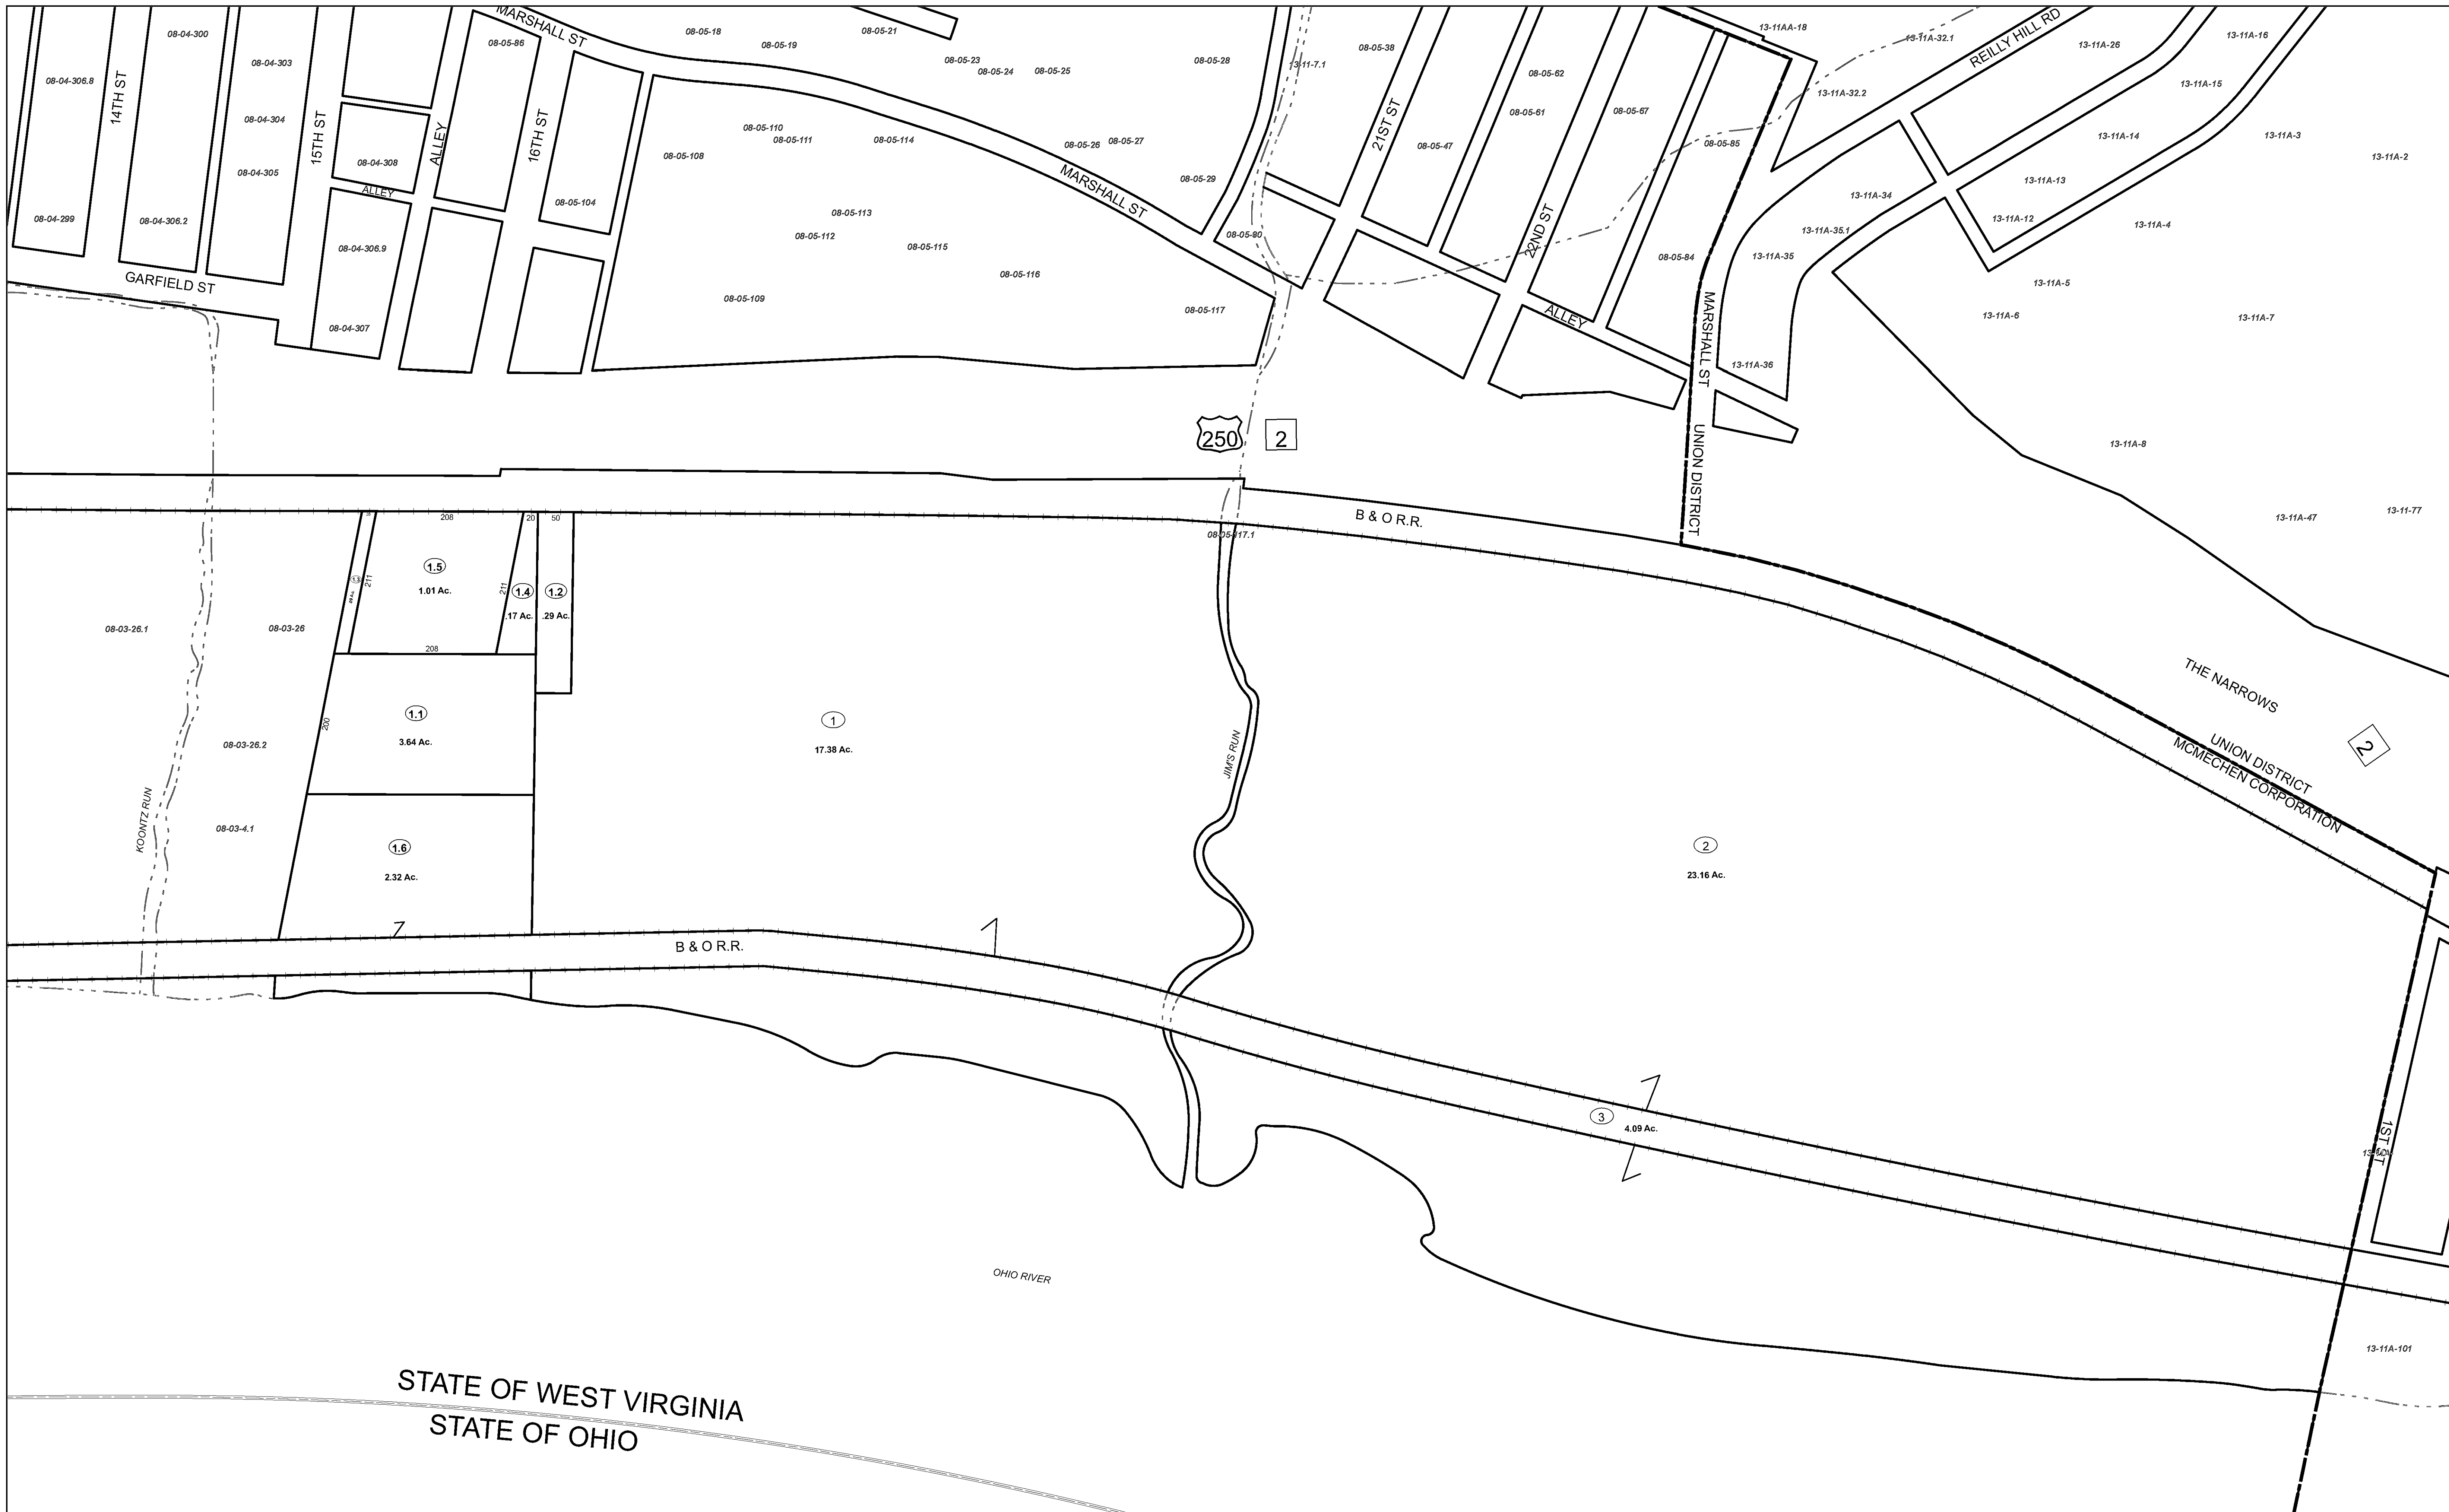 MARSHALL ST
08-04-300
08-05-86
08-05-18
08-05-19
08-05-21
13-11AA-18
13-11A-32.1
REILLY HILL RD
13-11A-26
13-11A-16
08-04-303
08-05-23
08-05-24
08-05-25
08-05-28
13-11-7.1
08-05-38
08-05-62
08-04-306.8
14TH ST
13-11A-32.2
13-11A-15
08-04-304
15TH ST
ALLEY
16TH ST
08-05-110
08-05-111
08-05-114
08-05-26
08-05-27
21ST ST
08-05-61
08-05-67
13-11A-14
13-11A-3
08-04-308
08-05-108
08-05-47
08-05-85
13-11A-2
08-04-305
ALLEY
MARSHALL ST
08-05-29
13-11A-34
13-11A-13
08-04-299
08-04-306.2
08-05-104
08-05-113
08-05-112
08-05-115
08-05-90
22ND ST
13-11A-35.1
13-11A-12
13-11A-4
08-04-306.9
08-05-84
13-11A-35
GARFIELD ST
08-05-116
13-11A-5
08-05-109
08-05-117
ALLEY
MARSHALL ST
13-11A-6
13-11A-7
08-04-307
13-11A-36
250
2
13-11A-8
UNION DISTRICT
208
20
50
B & O R.R.
13-11A-47
13-11-77
08-05-117.1
1.5
1.01 Ac.
211
211
1.4
.17 Ac.
1.2
.29 Ac.
08-03-26.1
08-03-26
208
THE NARROWS
1.1
3.64 Ac.
200
1
17.38 Ac.
JIM'S RUN
08-03-26.2
2
UNION DISTRICT
MCMECHEN CORPORATION
KOONTZ RUN
08-03-4.1
1.6
2.32 Ac.
2
23.16 Ac.
B & O R.R.
3
4.09 Ac.
1ST ST
OHIO RIVER
13-11A-101
STATE OF WEST VIRGINIA
STATE OF OHIO